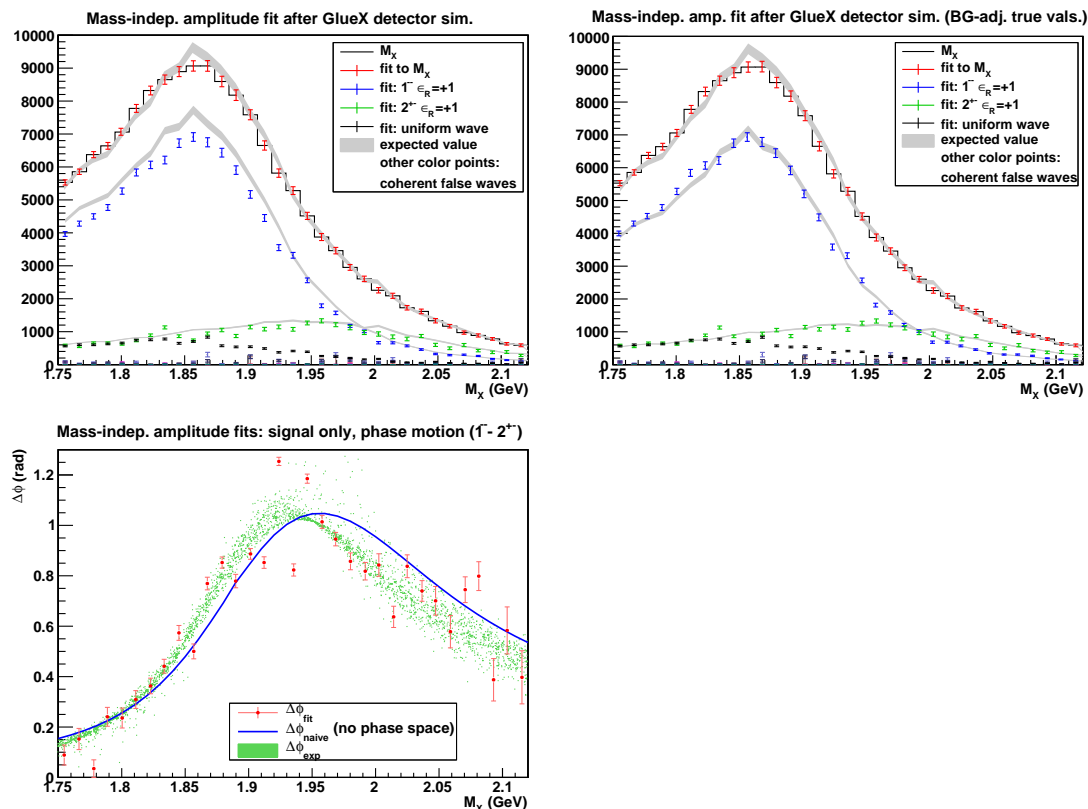 Mass-indep. amplitude fit after GlueX detector sim.
10000
9000
8000
7000
6000
5000
4000
3000
2000
1000
0
M_X
fit to M_X
fit: 1^-- ε_R=+1
fit: 2^+- ε_R=+1
fit: uniform wave
expected value
other color points:
coherent false waves
1.75 1.8 1.85 1.9 1.95 2 2.05 2.1
M_X (GeV)
Mass-indep. amp. fit after GlueX detector sim. (BG-adj. true vals.)
10000
9000
8000
7000
6000
5000
4000
3000
2000
1000
0
M_X
fit to M_X
fit: 1^-- ε_R=+1
fit: 2^+- ε_R=+1
fit: uniform wave
expected value
other color points:
coherent false waves
1.75 1.8 1.85 1.9 1.95 2 2.05 2.1
M_X (GeV)
Mass-indep. amplitude fits: signal only, phase motion (1^-- - 2^+-)
Δϕ (rad)
1.2
1
0.8
0.6
0.4
0.2
0
Δϕ_fit
Δϕ_naive (no phase space)
Δϕ_exp
1.75 1.8 1.85 1.9 1.95 2 2.05 2.1
M_X (GeV)